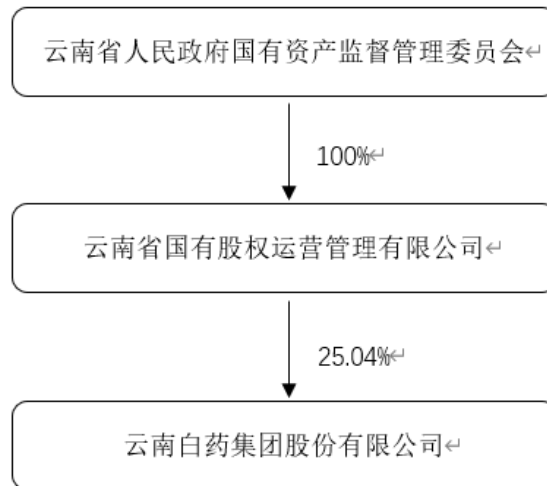 云南省人民政府国有资产监督管理委员会↵
100%↵
云南省国有股权运营管理有限公司↵
25.04%↵
云南白药集团股份有限公司↵